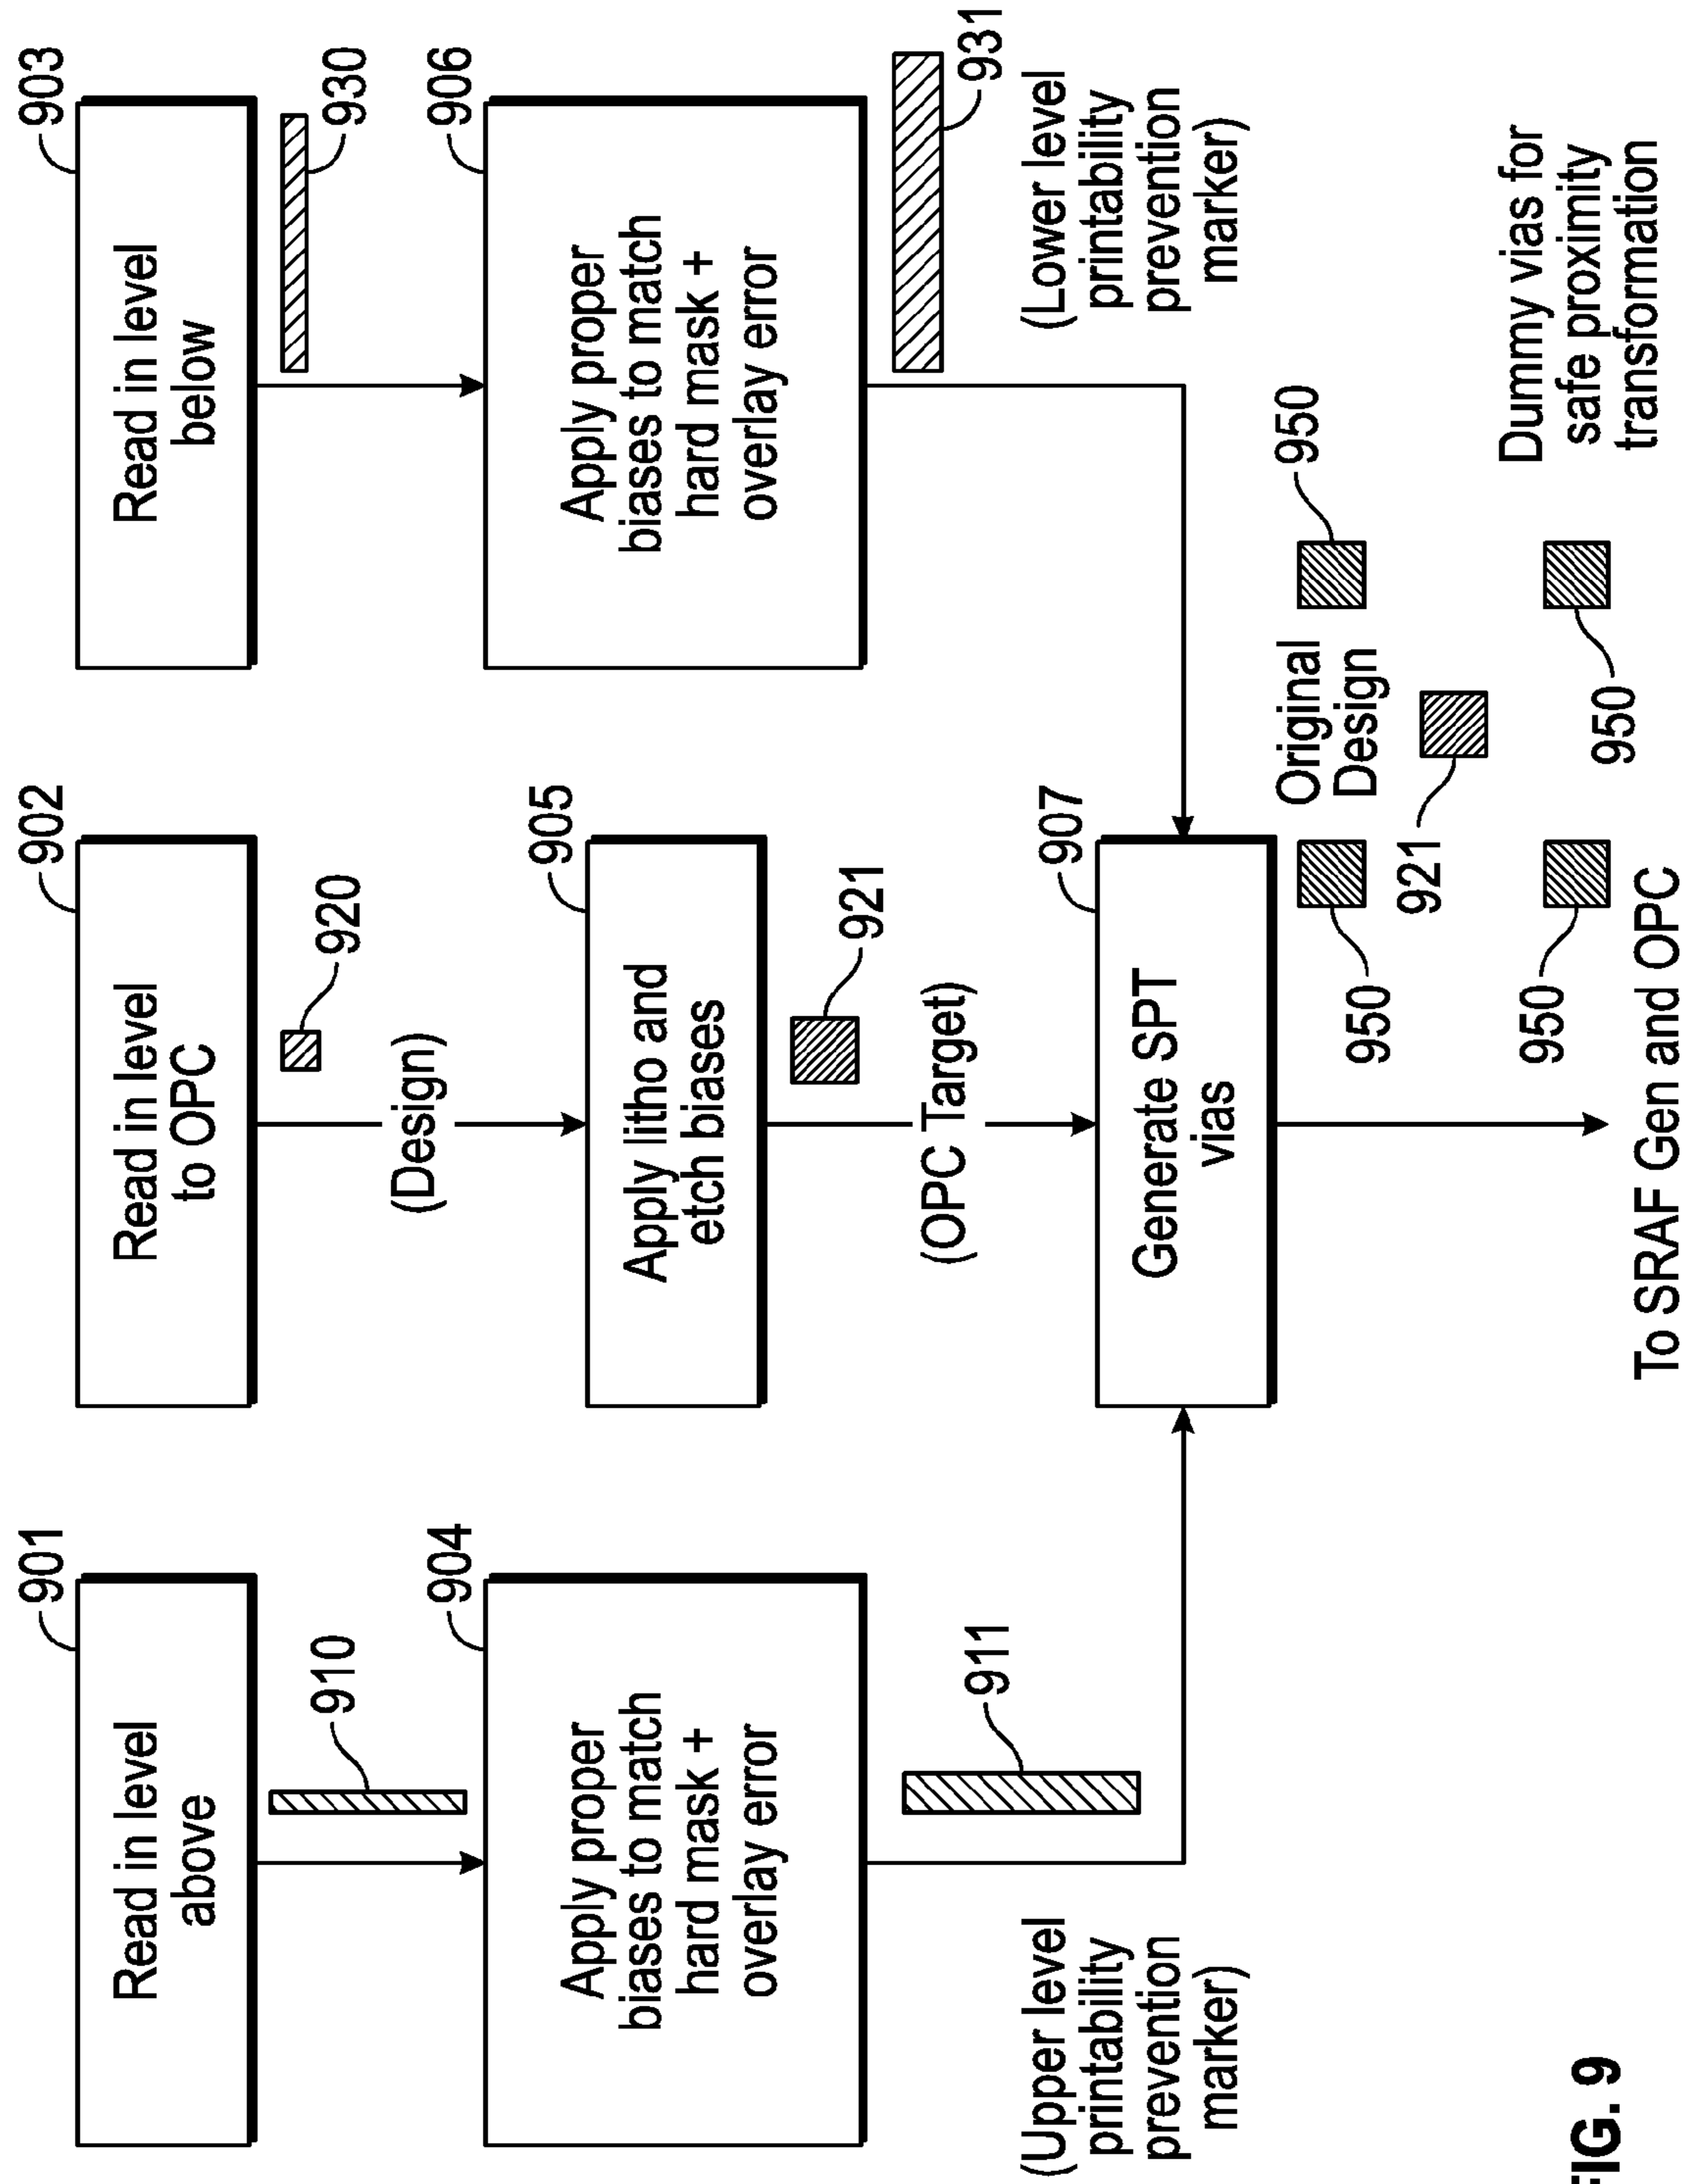 901
Read in level
above
910
904
Apply proper
biases to match
hard mask +
overlay error
911
(Upper level
printability
prevention
marker)
902
Read in level
to OPC
920
(Design)
905
Apply litho and
etch biases
921
(OPC Target)
907
Generate SPT
vias
903
Read in level
below
930
906
Apply proper
biases to match
hard mask +
overlay error
931
(Lower level
printability
prevention
marker)
Original
Design
950
950
921
950
950
Dummy vias for
safe proximity
transformation
To SRAF Gen and OPC
FIG. 9